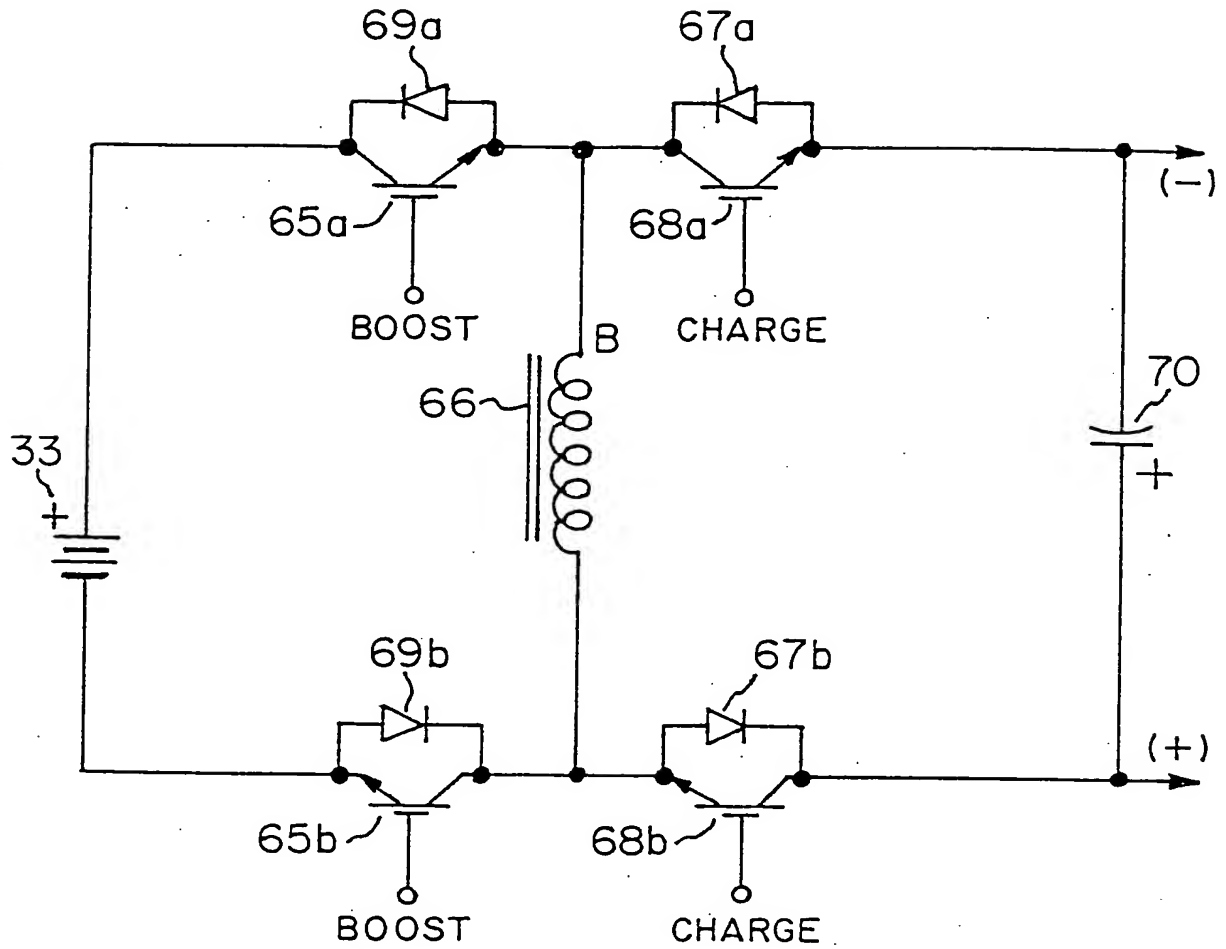 69a
67a
65a
68a
(-)
BOOST
CHARGE
B
66
70
33
+
+
69b
67b
(+)
65b
68b
BOOST
CHARGE